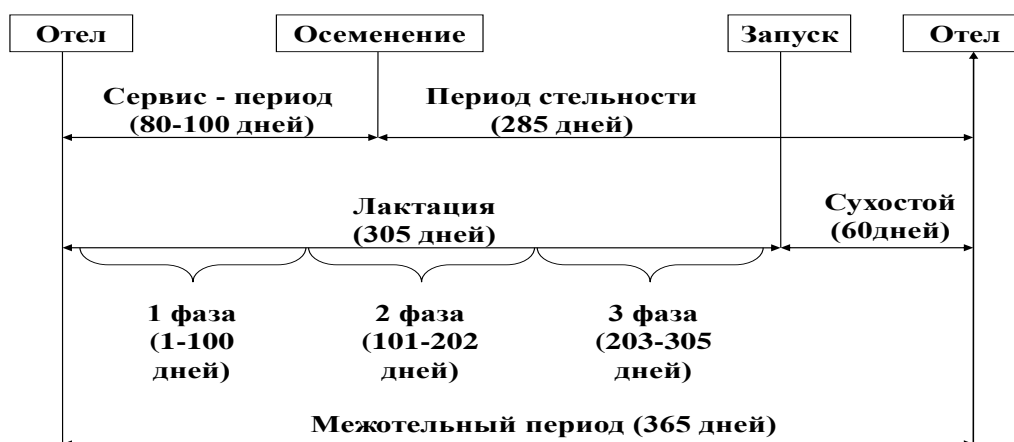 Отел
Осеменение
Запуск
Отел
Сервис - период
(80-100 дней)
Период стельности
(285 дней)
Лактация
(305 дней)
Сухостой
(60дней)
1 фаза
(1-100
дней)
2 фаза
(101-202
дней)
3 фаза
(203-305
дней)
Межотельный период (365 дней)